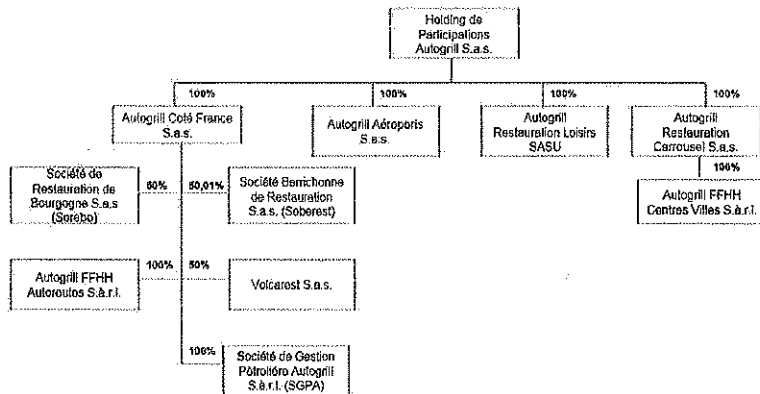 Holding de
Participations
Autogrill S.a.s.
100%
100%
100%
100%
Autogrill Coté France
S.a.s.
Autogrill Aéroports
S.a.s.
Autogrill
Restauration Loisirs
SASU
Autogrill
Restauration
Carrousel S.a.s.
100%
Autogrill FFHH
Centres Villes S.à.r.l.
Société de
Restauration de
Bourgogne S.a.s
(Sorebo)
50%
50,01%
Société Berrichonne
de Restauration
S.a.s. (Soberest)
Autogrill FFHH
Autoroutes S.à.r.l.
100%
50%
Volcarest S.a.s.
100%
Société de Gestion
Pétrolière Autogrill
S.à.r.l. (SGPA)